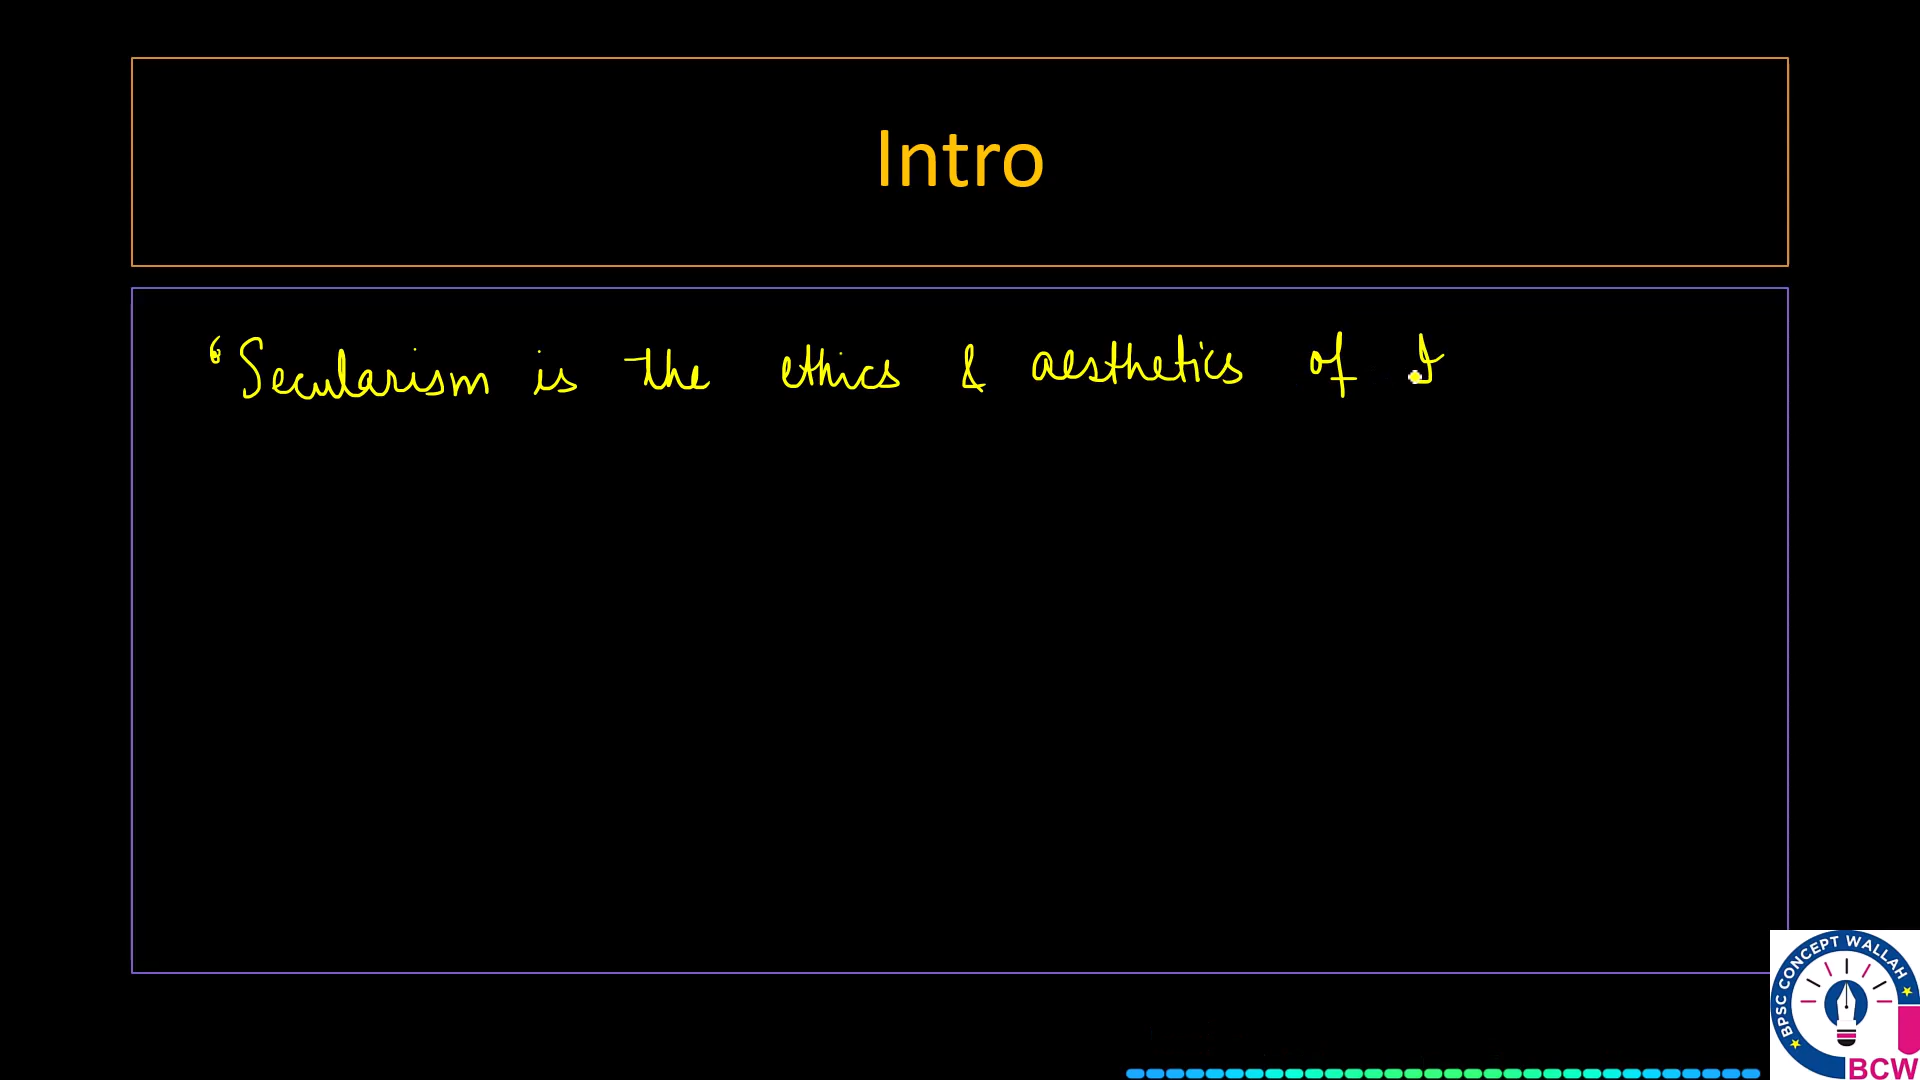 Intro
“Secularism is the ethics & aesthetics of I
BPSC CONCEPT WALLAH
BCW